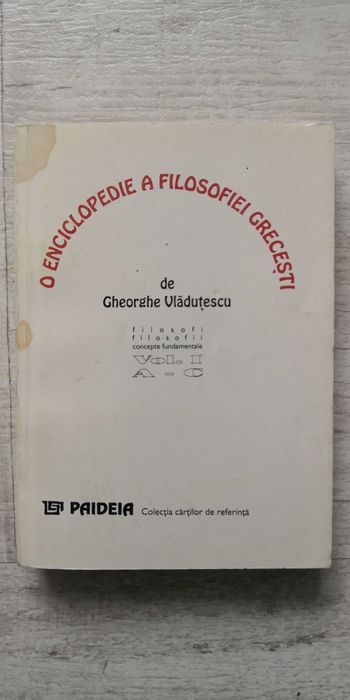 O ENCICLOPEDIE A FILOSOFIEI GRECEȘTI
de
Gheorghe Vlăduțescu
filosofi
filosofii
concepte fundamentale
Vol. I
A - C
PAIDEIA Colecția cărților de referință